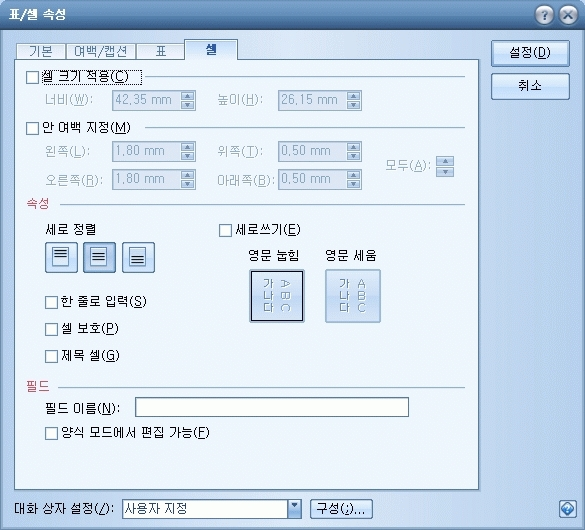 표/셀 속성
기본 여백/캡션 표 셀
설정(D)
취소
셀 크기 적용(C)
너비(W): 42,35 mm 높이(H): 26,15 mm
안 여백 지정(M)
왼쪽(L): 1,80 mm 위쪽(T): 0,50 mm
모두(A):
오른쪽(R): 1,80 mm 아래쪽(B): 0,50 mm
속성
세로 정렬 세로쓰기(E)
영문 눕힘 영문 세움
가나다 ABC 가나다 ABC
한 줄로 입력(S)
셀 보호(P)
제목 셀(G)
필드
필드 이름(N):
양식 모드에서 편집 가능(F)
대화 상자 설정(/): 사용자 지정 구성(;)...